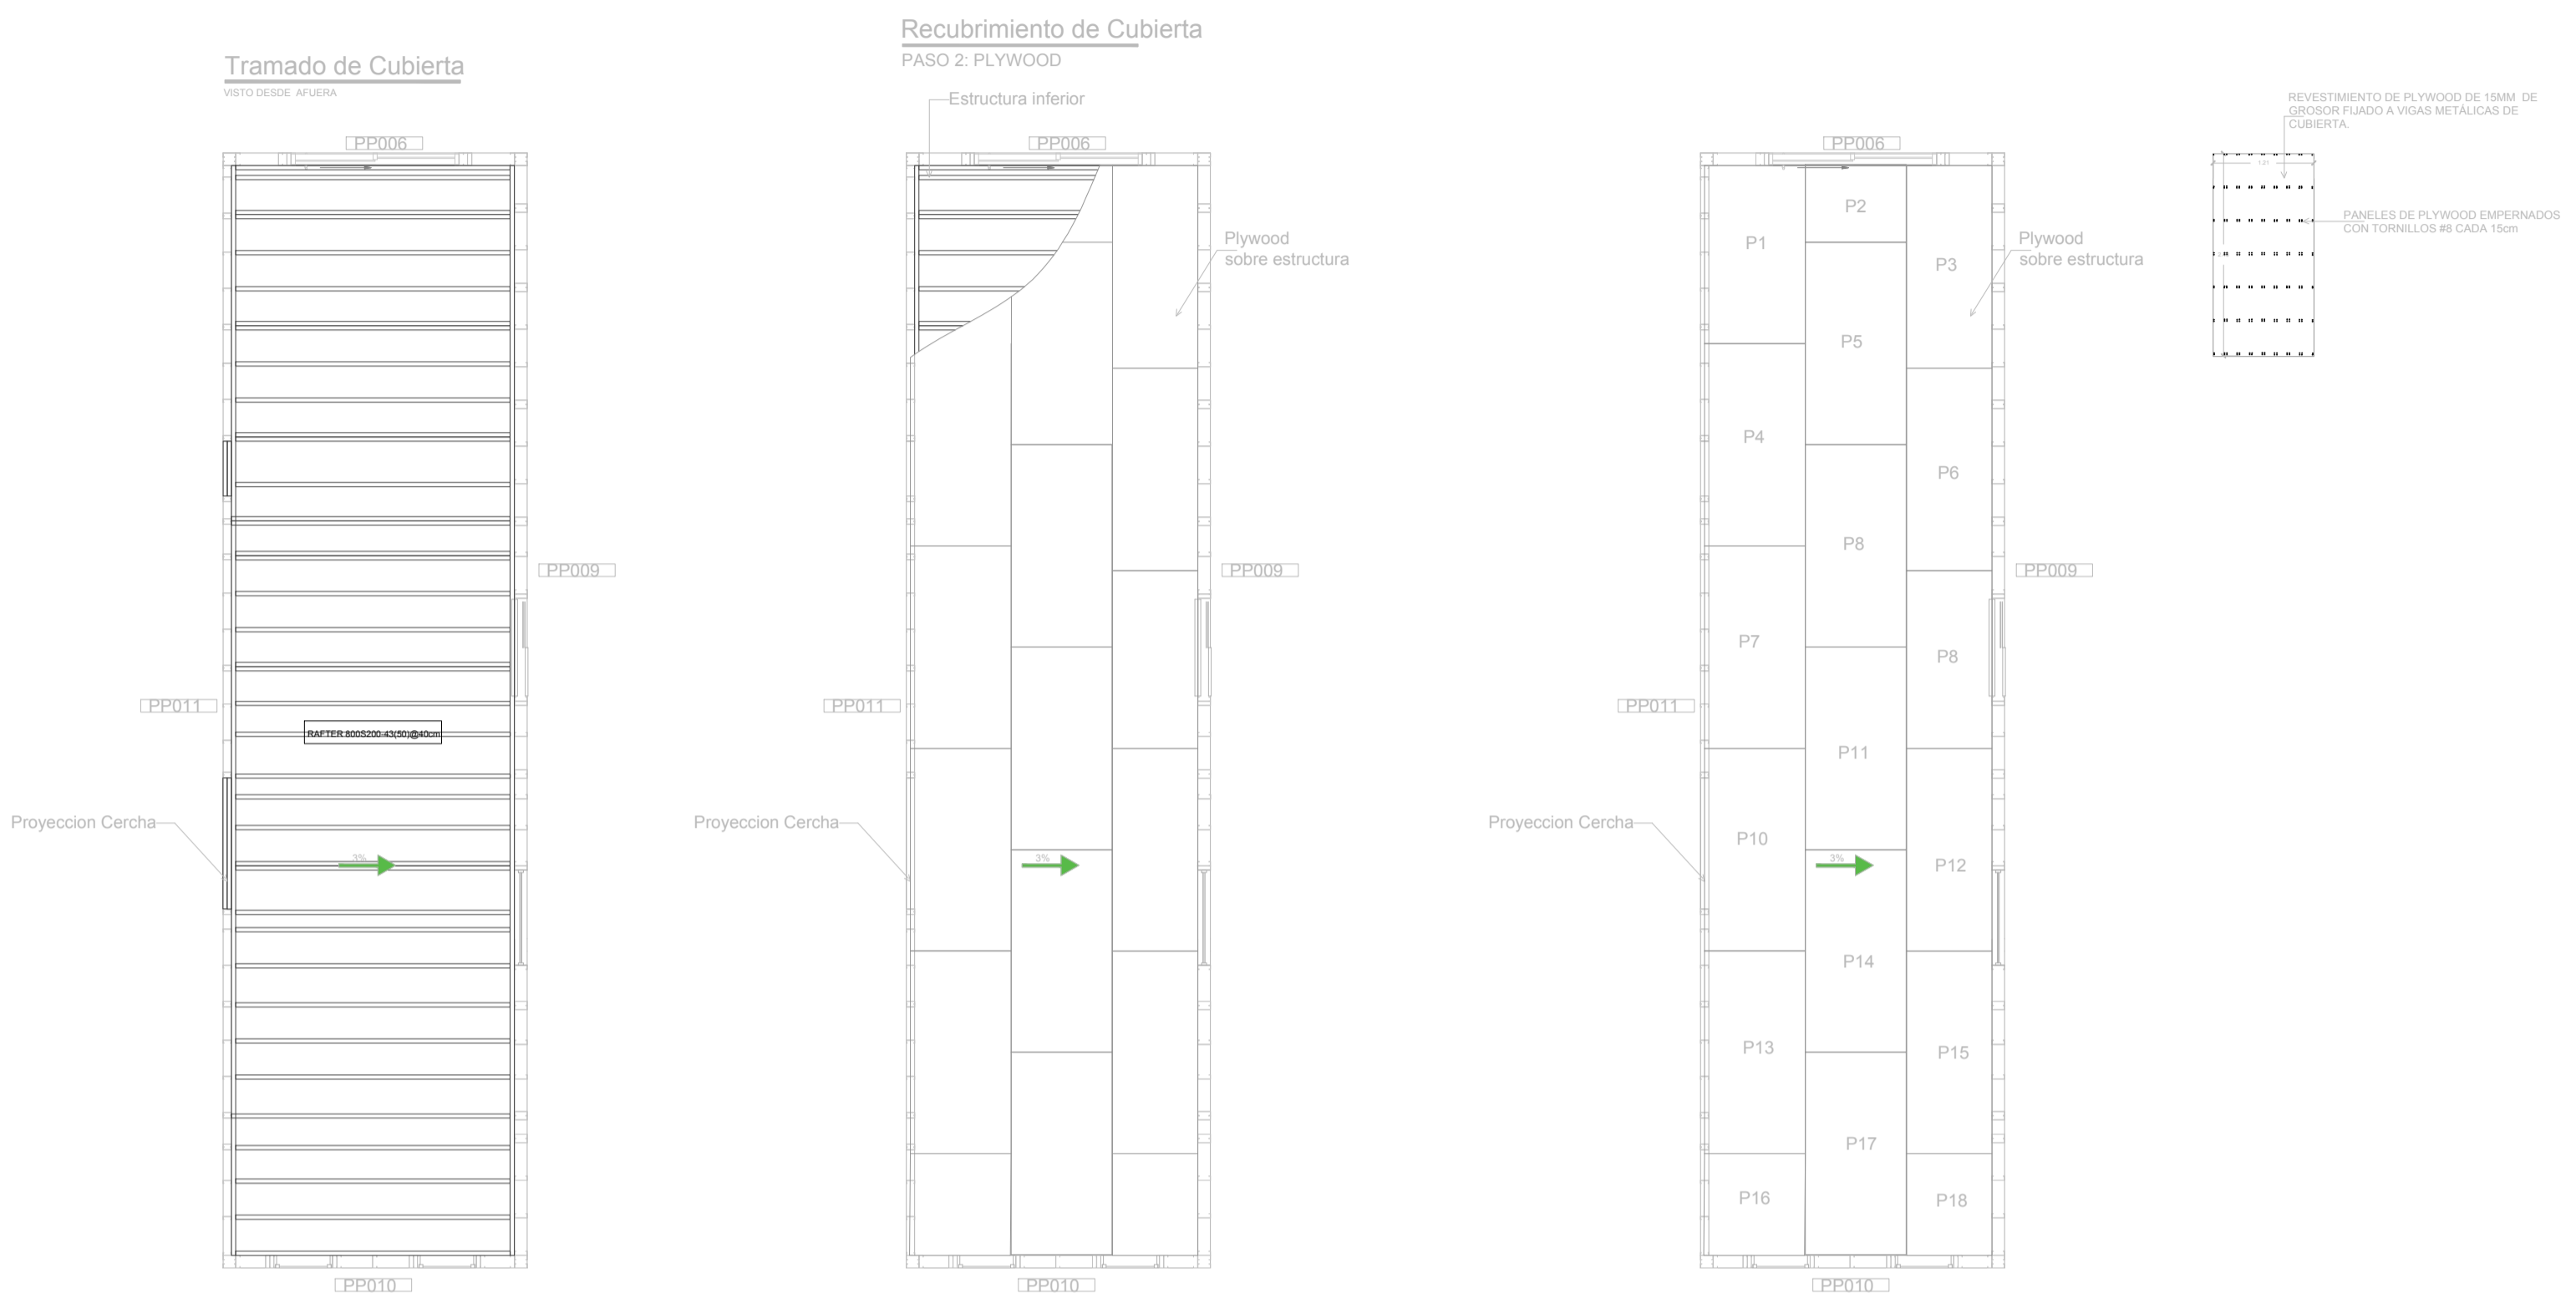 Tramado de Cubierta
VISTO DESDE AFUERA
PP006
PP009
PP011
RAFTER 800S200-43(50)@40cm
Proyeccion Cercha
3%
PP010
Recubrimiento de Cubierta
PASO 2: PLYWOOD
Estructura inferior
PP006
Plywood
sobre estructura
PP009
PP011
Proyeccion Cercha
3%
PP010
PP006
P2
P1
P3
Plywood
sobre estructura
P5
P4
P6
P8
PP009
P7
P8
PP011
P11
Proyeccion Cercha
P10
3%
P12
P14
P13
P15
P17
P16
P18
PP010
REVESTIMIENTO DE PLYWOOD DE 15MM DE
GROSOR FIJADO A VIGAS METÁLICAS DE
CUBIERTA.
1.21
PANELES DE PLYWOOD EMPERNADOS
CON TORNILLOS #8 CADA 15cm